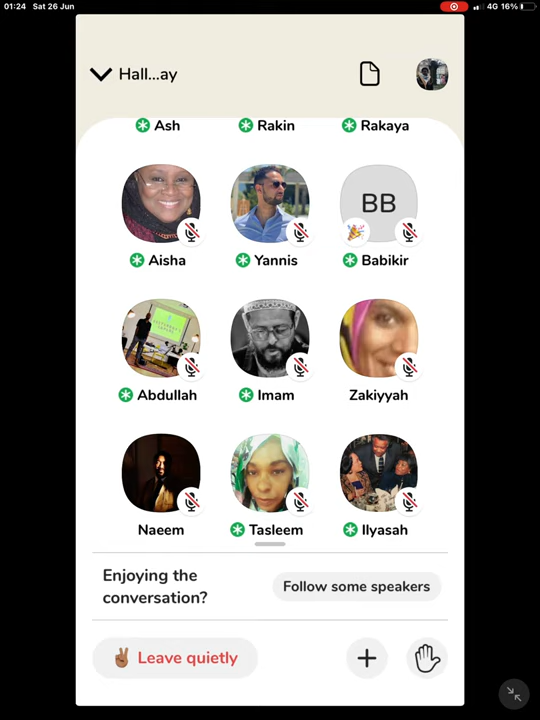 01:24 Sat 26 Jun
4G 16%
Hall...ay
Ash Rakin Rakaya
BB
Aisha Yannis Babikir
Abdullah Imam Zakiyyah
Naeem Tasleem Ilyasah
Enjoying the
conversation?
Follow some speakers
Leave quietly